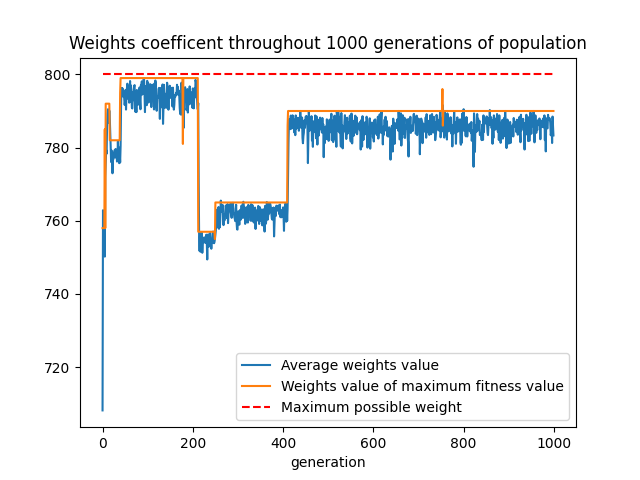 Weights coefficent throughout 1000 generations of population
800
780
760
740
720
0 200 400 600 800 1000
generation
Average weights value
Weights value of maximum fitness value
Maximum possible weight